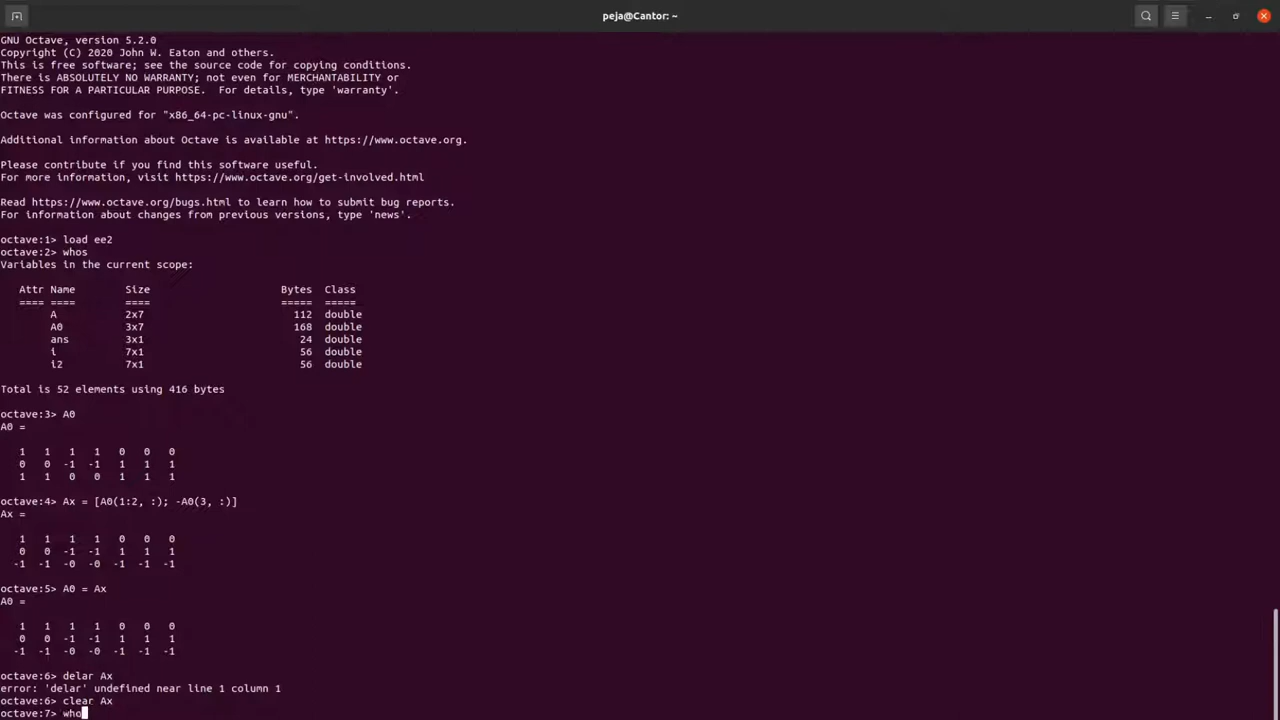 peja@Cantor: ~
GNU Octave, version 5.2.0
Copyright (C) 2020 John W. Eaton and others.
This is free software; see the source code for copying conditions.
There is ABSOLUTELY NO WARRANTY; not even for MERCHANTABILITY or
FITNESS FOR A PARTICULAR PURPOSE.  For details, type 'warranty'.
Octave was configured for "x86_64-pc-linux-gnu".
Additional information about Octave is available at https://www.octave.org.
Please contribute if you find this software useful.
For more information, visit https://www.octave.org/get-involved.html
Read https://www.octave.org/bugs.html to learn how to submit bug reports.
For information about changes from previous versions, type 'news'.
octave:1> load ee2
octave:2> whos
Variables in the current scope:
Attr Name        Size                     Bytes  Class
==== ====        ====                     =====  =====
A           2x7                        112  double
A0          3x7                        168  double
ans         3x1                         24  double
i           7x1                         56  double
i2          7x1                         56  double
Total is 52 elements using 416 bytes
octave:3> A0
A0 =
1   1   1   1   0   0   0
0   0  -1  -1   1   1   1
1   1   0   0   1   1   1
octave:4> Ax = [A0(1:2, :); -A0(3, :)]
Ax =
1   1   1   1   0   0   0
0   0  -1  -1   1   1   1
-1  -1  -0  -0  -1  -1  -1
octave:5> A0 = Ax
A0 =
1   1   1   1   0   0   0
0   0  -1  -1   1   1   1
-1  -1  -0  -0  -1  -1  -1
octave:6> delar Ax
error: 'delar' undefined near line 1 column 1
octave:6> clear Ax
octave:7> who